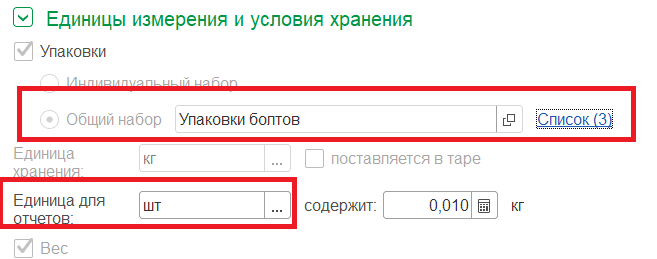 Единицы измерения и условия хранения
Упаковки
Индивидуальный набор
Общий набор Упаковки болтов Список (3)
Единица хранения: кг ... поставляется в таре
Единица для отчетов: шт ... содержит: 0,010 кг
Вес